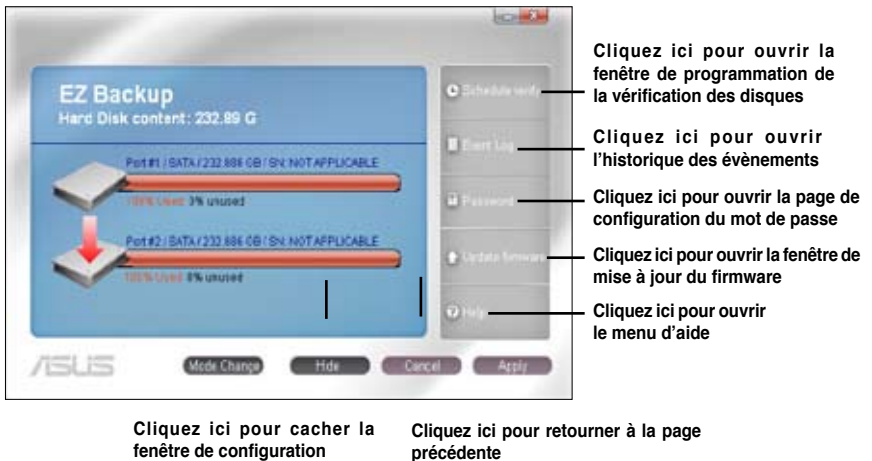 EZ Backup
Hard Disk content: 232.89 G
Port #1 / SATA / 232.886 GB / SN: NOT APPLICABLE
100% Used 3% unused
Port #2 / SATA / 232.886 GB / SN: NOT APPLICABLE
100% Used 8% unused
Schedule verify
Event Log
Password
Update firmware
Help
ASUS
Mode Change
Hide
Cancel
Apply
Cliquez ici pour ouvrir la
fenêtre de programmation de
la vérification des disques
Cliquez ici pour ouvrir
l'historique des évènements
Cliquez ici pour ouvrir la page de
configuration du mot de passe
Cliquez ici pour ouvrir la fenêtre de
mise à jour du firmware
Cliquez ici pour ouvrir
le menu d'aide
Cliquez ici pour cacher la
fenêtre de configuration
Cliquez ici pour retourner à la page
précédente